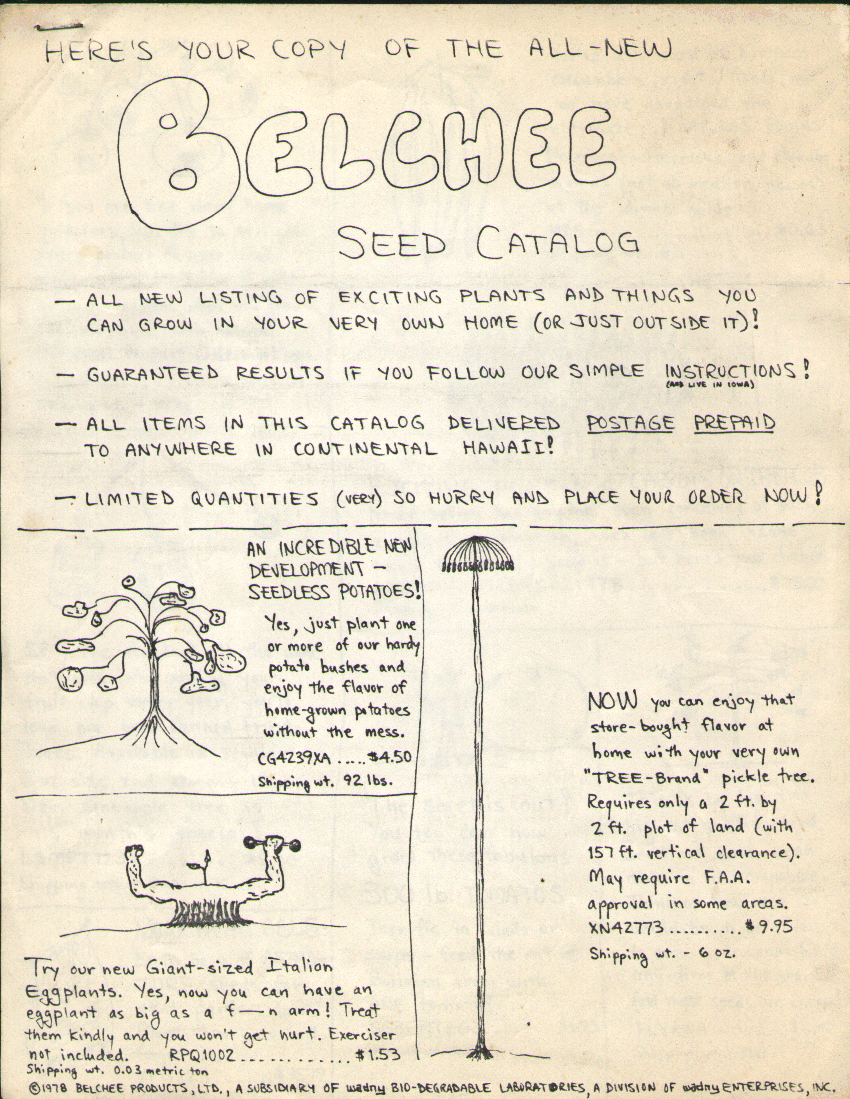 HERE'S YOUR COPY OF THE ALL-NEW
BELCHEE
SEED CATALOG
— ALL NEW LISTING OF EXCITING PLANTS AND THINGS YOU
CAN GROW IN YOUR VERY OWN HOME (OR JUST OUTSIDE IT)!
— GUARANTEED RESULTS IF YOU FOLLOW OUR SIMPLE INSTRUCTIONS!
(AND LIVE IN IOWA)
— ALL ITEMS IN THIS CATALOG DELIVERED POSTAGE PREPAID
TO ANYWHERE IN CONTINENTAL HAWAII!
— LIMITED QUANTITIES (VERY) SO HURRY AND PLACE YOUR ORDER NOW!
AN INCREDIBLE NEW
DEVELOPMENT —
SEEDLESS POTATOES!
Yes, just plant one
or more of our hardy
potato bushes and
enjoy the flavor of
home-grown potatoes
without the mess.
CG4239XA.....$4.50
Shipping wt. 92 lbs.
Try our new Giant-sized Italion
Eggplants. Yes, now you can have an
eggplant as big as a f—n arm! Treat
them kindly and you won't get hurt. Exerciser
not included. RPQ1002..............$1.53
Shipping wt. 0.03 metric ton
NOW you can enjoy that
store-bought flavor at
home with your very own
"TREE-Brand" pickle tree.
Requires only a 2 ft. by
2 ft. plot of land (with
157 ft. vertical clearance).
May require F.A.A.
approval in some areas.
XN42773..........$9.95
Shipping wt. - 6 oz.
©1978 BELCHEE PRODUCTS, LTD., A SUBSIDIARY OF wadny BIO-DEGRADABLE LABORATORIES, A DIVISION OF wadny ENTERPRISES, INC.